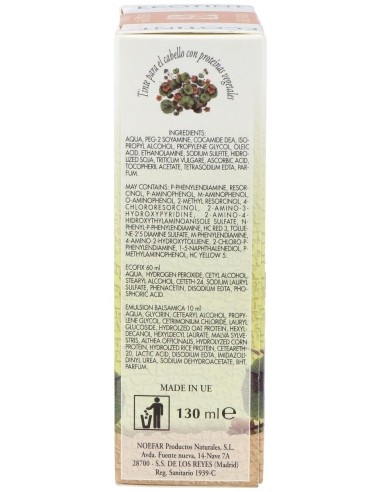 Tinte para el cabello con proteínas vegetales
INGREDIENTS:
AQUA, PEG-2 SOYAMINE, COCAMIDE DEA, ISO-
PROPYL ALCOHOL, PROPYLENE GLYCOL, OLEIC
ACID, ETHANOLAMINE, SODIUM SULFITE, HIDRO-
LIZED SOJA, TRITICUM VULGARE, ASCORBIC ACID,
TOCOPHERIL ACETATE, TETRASODIUM EDTA, PAR-
FUM.
MAY CONTAINS: P-PHENYLENDIAMINE, RESOR-
CINOL, P-AMINOPHENOL, M-AMINOPHENOL,
O-AMINOPHENOL, 2-METHYL RESORCINOL 4-
CHLORORESORCINOL, 2-AMINO-3-
HYDROXYPYRIDINE, 2-AMINO-4-
HIDROXYTHYLAMINOANISOLE SULFATE, N-
PHENYL-P-PHENYLENDIAMINE, HC RED 3, TOLUE-
NE-2'5 DIAMINE SULFATE, M-PHENYLENDIAMINE,
4-AMINO-2-HYDROXYTOLUENE, 2-CHLORO-P-
PHENYLENDIAMINE, 1-5-NAPHTHALENEDIOL, P-
METHYLAMINOPHENOL, HC YELLOW 5.
ECOFIX 60 ml
AQUA, HYDROGEN PEROXIDE, CETYL ALCOHOL,
STEARYL ALCOHOL, CETETH-24, SODIUM LAURYL
SULFATE, PHENACETIN, DISODIUM EDTA, PHO-
SPHORIC ACID.
EMULSION BALSAMICA 10 ml
AQUA, GLYCERIN, CETEARYL ALCOHOL, PROPY-
LENE GLYCOL, CETRIMONIUM CHLORIDE, LAURYL
GLUCOSIDE, HYDROLIZED OAT PROTEIN, HEXYL-
DECANOL, HEXYLDECYL LAURATE, MALVA SYLVE-
STRIS, ALTHEA OFFICINALIS, HYDROLYZED CORN
PROTEIN, HYDROLIZED RICE PROTEIN, CETEARETH-
20, LACTIC ACID, DISODIUM EDTA, IMIDAZOLI-
DINYL UREA, SODIUM DEHYDROACETATE, BHT,
PARFUM.
MADE IN UE
130 ml e
NOEFAR Productos Naturales, S.L.
Avda. Fuente nueva, 14-Nave 7A
28700 - S.S. DE LOS REYES (Madrid)
Reg. Sanitario 1939-C